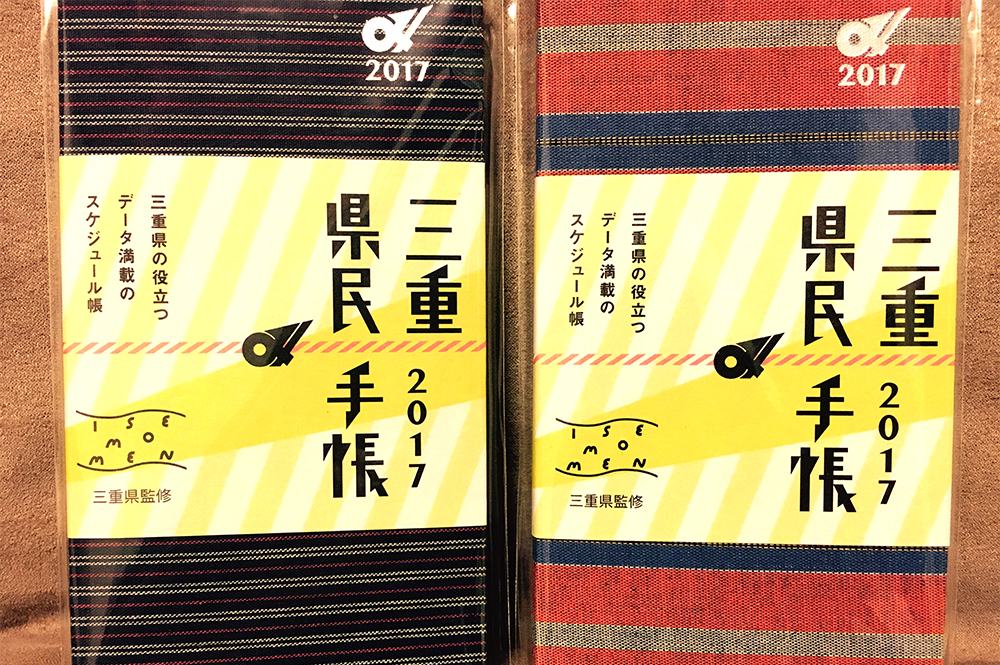 2017
三重
県民手帳
2017
三重県の役立つ
データ満載の
スケジュール帳
ISE
MOMEN
三重県監修
2017
三重
県民手帳
2017
三重県の役立つ
データ満載の
スケジュール帳
ISE
MOMEN
三重県監修